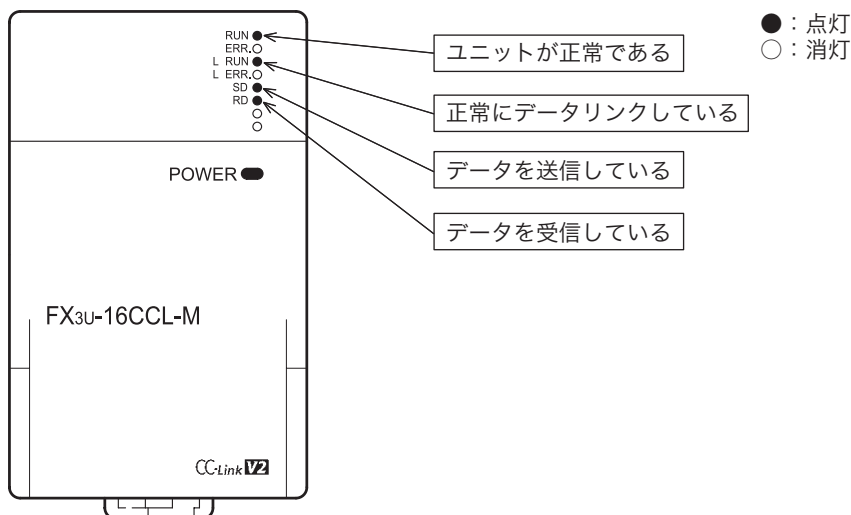 RUN
ERR.
L RUN
L ERR.
SD
RD
POWER
FX3U-16CCL-M
CC-Link V2
ユニットが正常である
正常にデータリンクしている
データを送信している
データを受信している
●：点灯
○：消灯